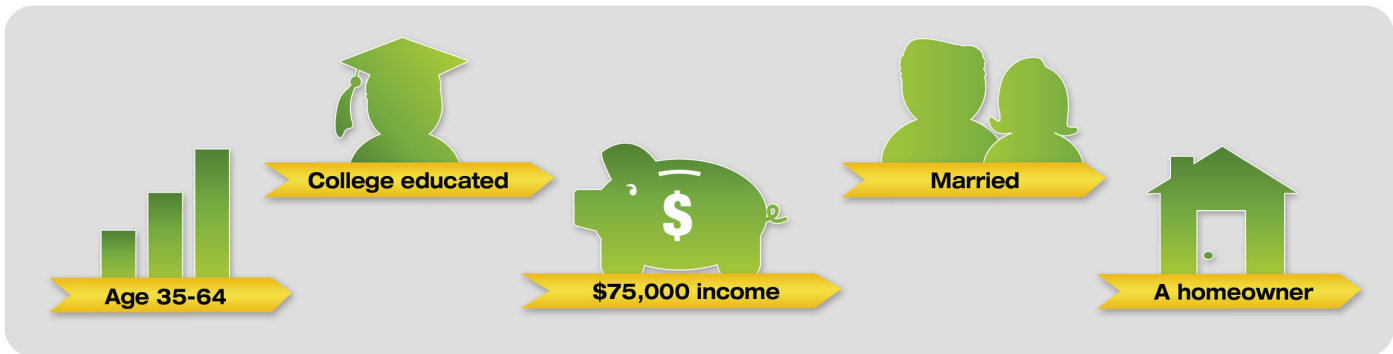 Age 35-64
College educated
$
$75,000 income
Married
A homeowner